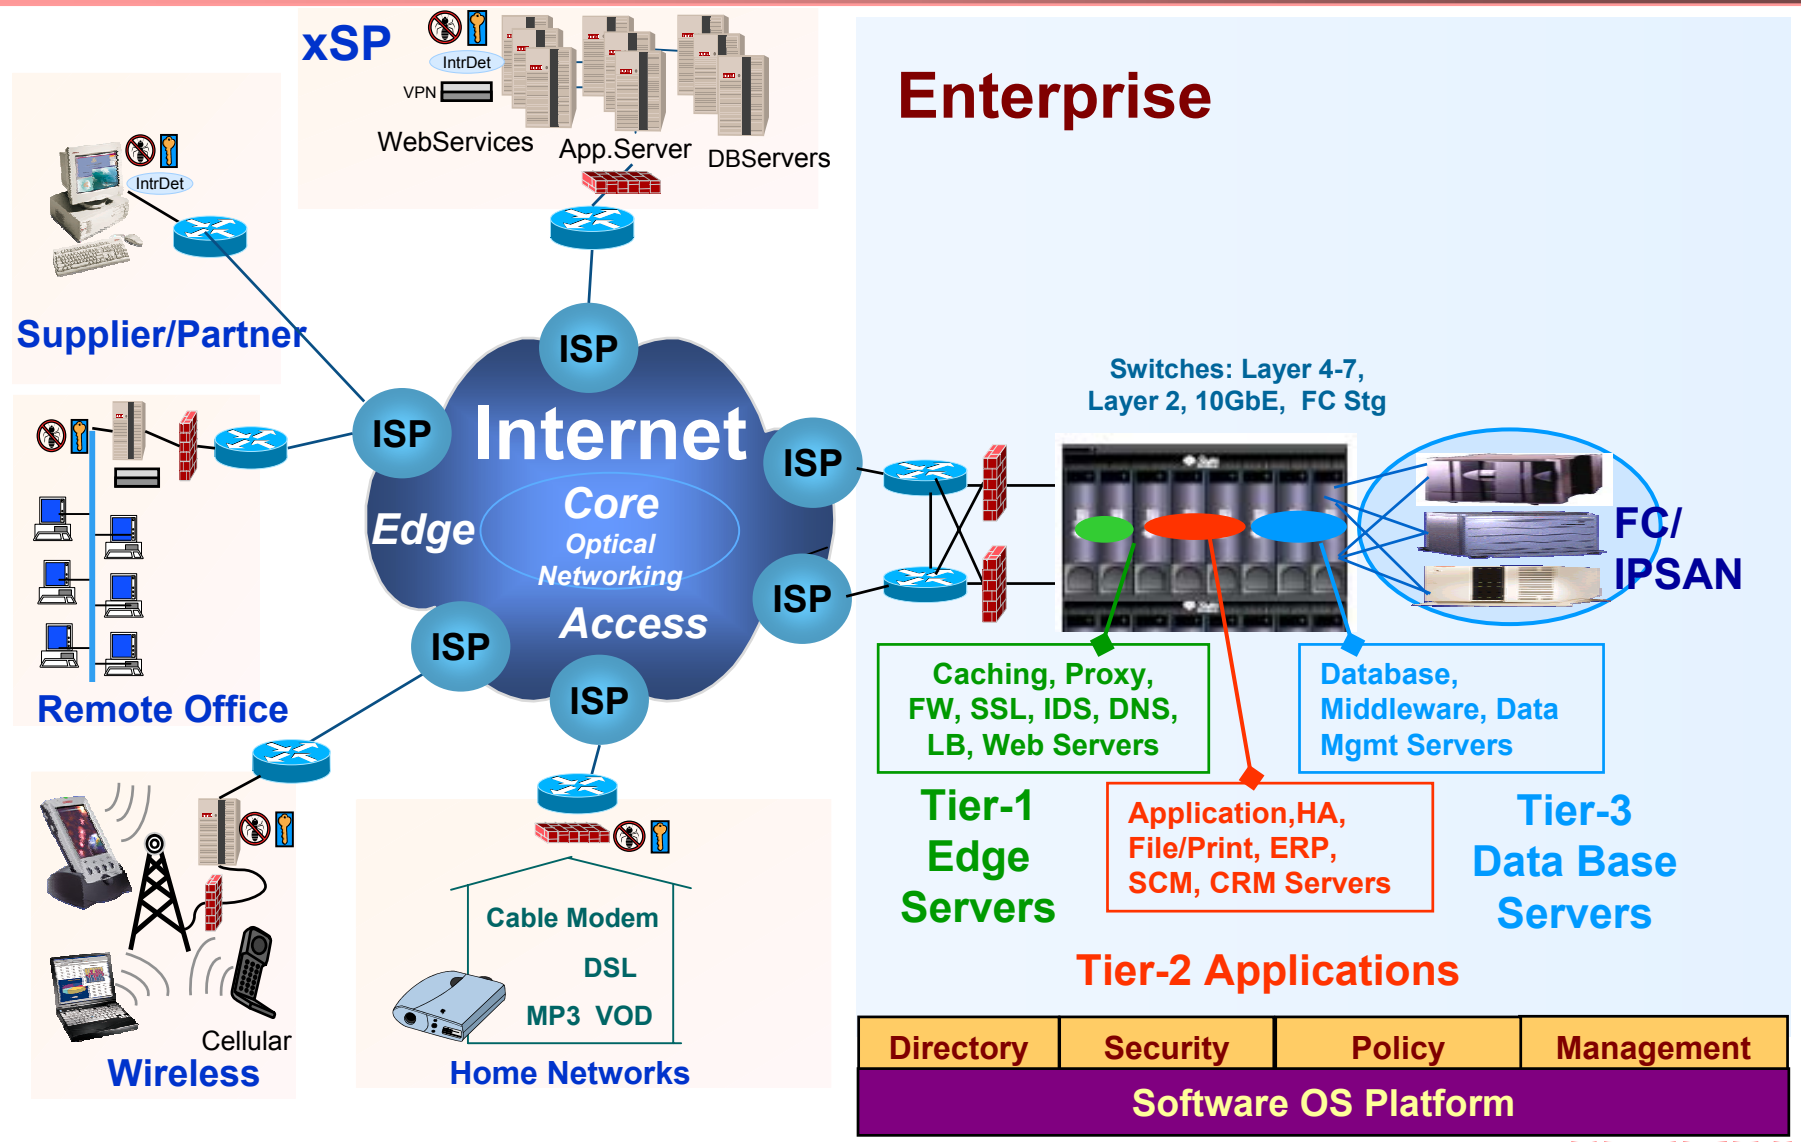 xSP
IntrDet
VPN
WebServices
App.Server
DBServers
Enterprise
IntrDet
Supplier/Partner
Remote Office
ISP
ISP
ISP
ISP
ISP
ISP
Internet
Core
Optical
Networking
Edge
Access
Switches: Layer 4-7,
Layer 2, 10GbE, FC Stg
FC/
IPSAN
Caching, Proxy,
FW, SSL, IDS, DNS,
LB, Web Servers
Tier-1
Edge
Servers
Application,HA,
File/Print, ERP,
SCM, CRM Servers
Tier-2 Applications
Database,
Middleware, Data
Mgmt Servers
Tier-3
Data Base
Servers
Cellular
Wireless
Cable Modem
DSL
MP3 VOD
Home Networks
Directory
Security
Policy
Management
Software OS Platform